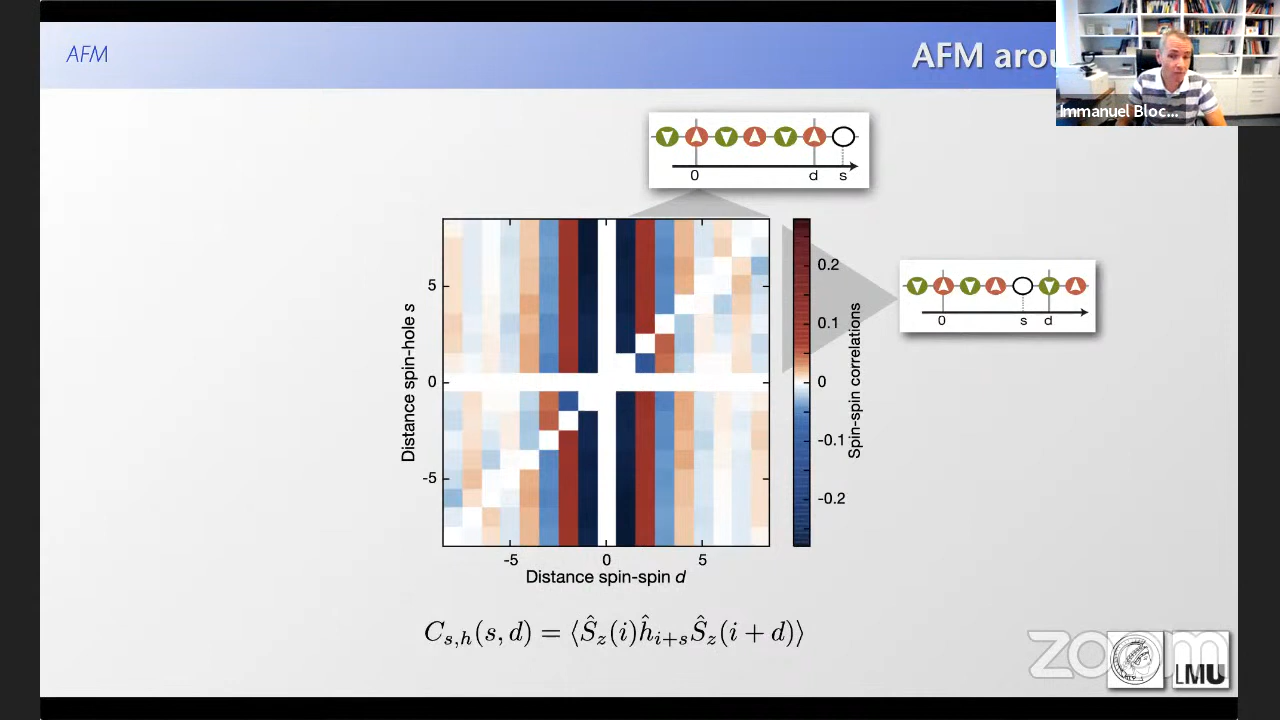 AFM
AFM arou
Immanuel Bloc...
0 d s
0 s d
5
0
-5
Distance spin-hole s
-5 0 5
Distance spin-spin d
0.2
0.1
0
-0.1
-0.2
Spin-spin correlations
C_{s,h}(s, d) = ⟨Ŝ_z(i)ĥ_{i+s}Ŝ_z(i + d)⟩
zoom
LMU